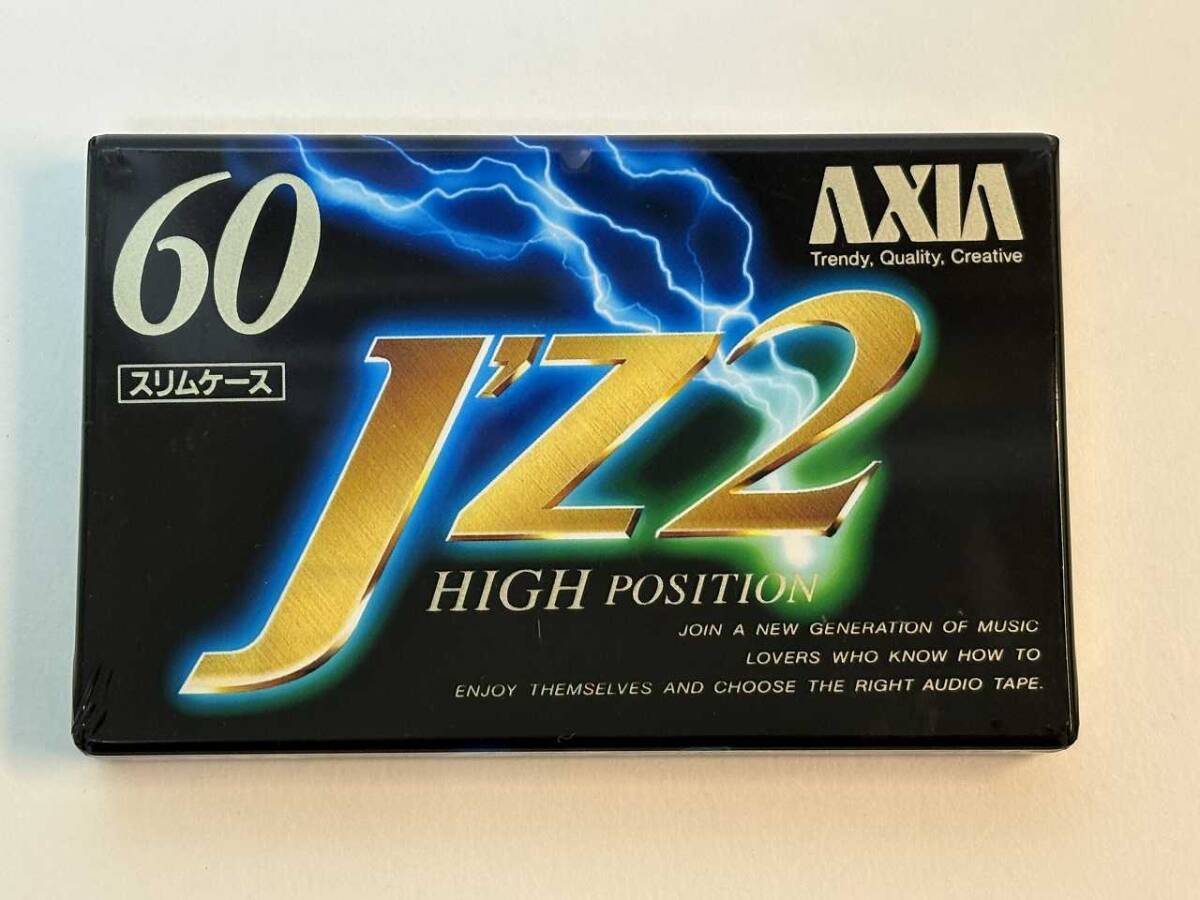 60
AXIA
Trendy, Quality, Creative
スリムケース
J'Z2
HIGH POSITION
JOIN A NEW GENERATION OF MUSIC
LOVERS WHO KNOW HOW TO
ENJOY THEMSELVES AND CHOOSE THE RIGHT AUDIO TAPE.